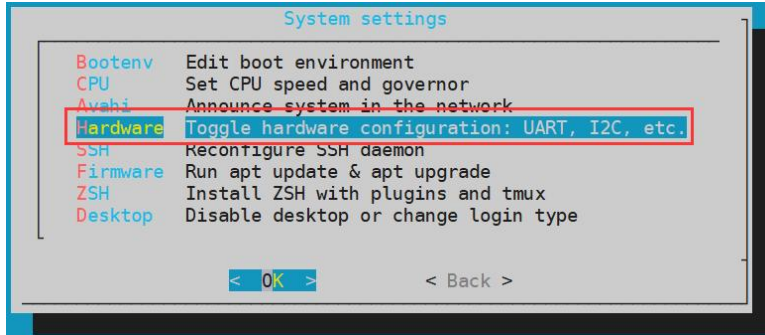 System settings
Bootenv Edit boot environment
CPU Set CPU speed and governor
Avahi Announce system in the network
Hardware Toggle hardware configuration: UART, I2C, etc.
SSH Reconfigure SSH daemon
Firmware Run apt update & apt upgrade
ZSH Install ZSH with plugins and tmux
Desktop Disable desktop or change login type
< OK > < Back >